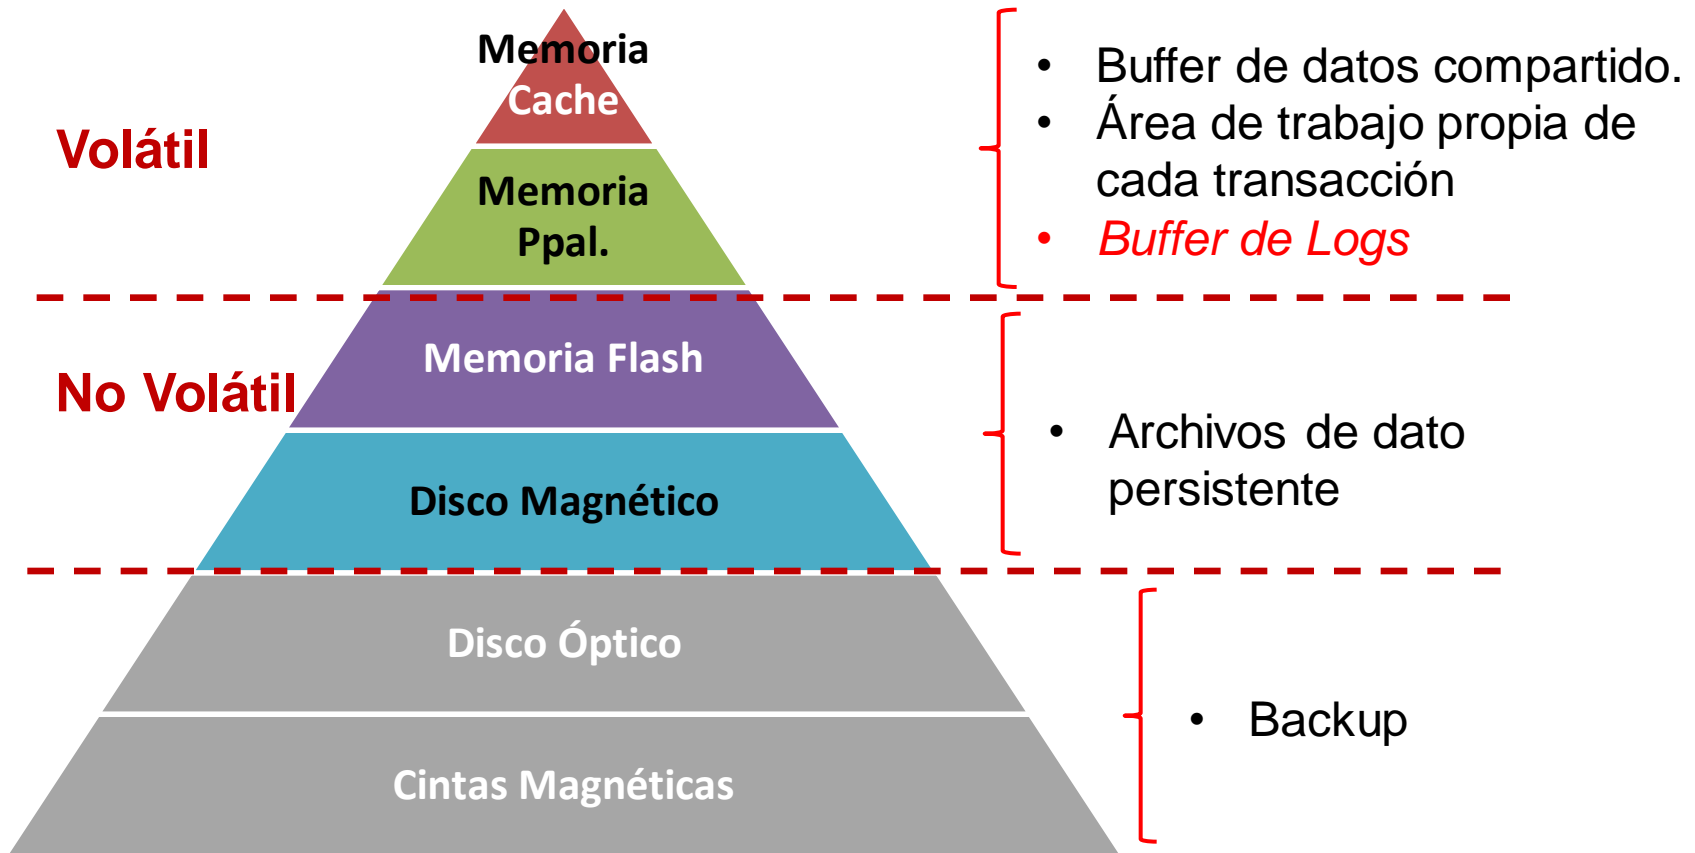 Volátil
No Volátil
Memoria
Cache
Memoria
Ppal.
Memoria Flash
Disco Magnético
Disco Óptico
Cintas Magnéticas
• Buffer de datos compartido.
• Área de trabajo propia de
cada transacción
• Buffer de Logs
• Archivos de dato
persistente
• Backup